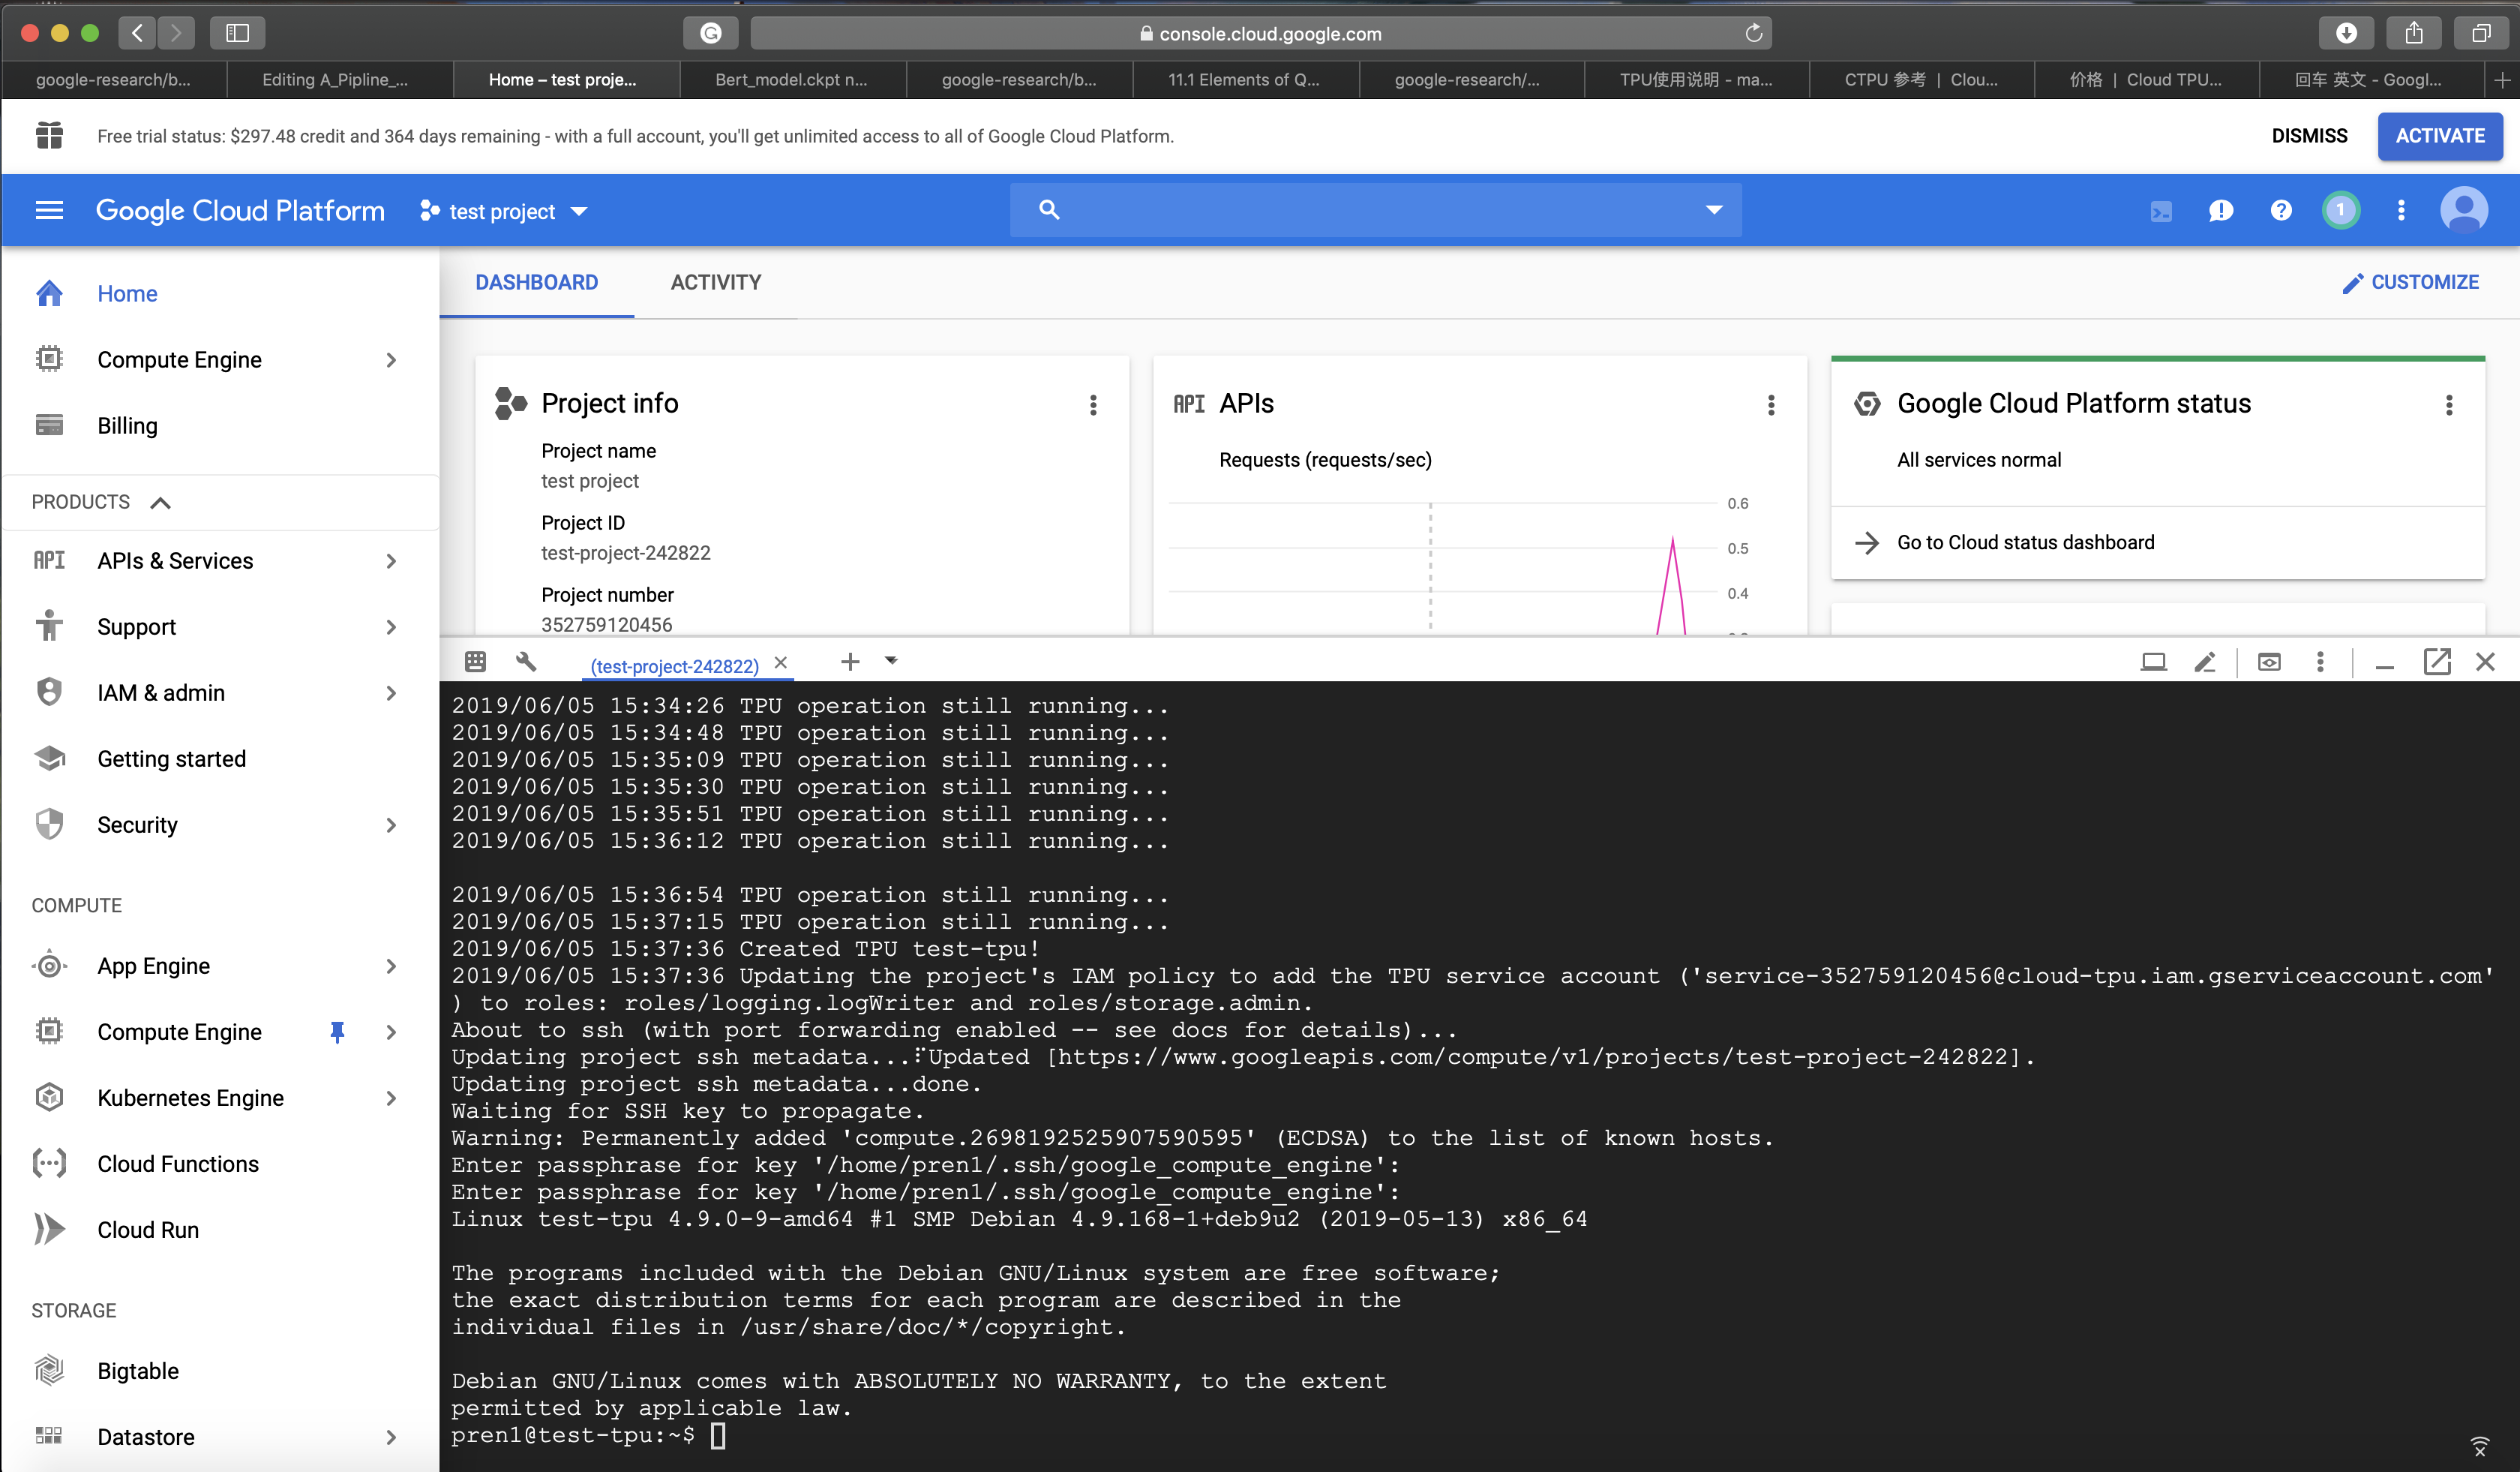 console.cloud.google.com
google-research/b...
Editing A_Pipline_...
Home – test proje...
Bert_model.ckpt n...
google-research/b...
11.1 Elements of Q...
google-research/...
TPU使用说明 - ma...
CTPU 参考 | Clou...
价格 | Cloud TPU...
回车 英文 - Googl...
Free trial status: $297.48 credit and 364 days remaining - with a full account, you'll get unlimited access to all of Google Cloud Platform.
DISMISS
ACTIVATE
Google Cloud Platform
test project
1
Home
Compute Engine
Billing
PRODUCTS
API APIs & Services
Support
IAM & admin
Getting started
Security
COMPUTE
App Engine
Compute Engine
Kubernetes Engine
Cloud Functions
Cloud Run
STORAGE
Bigtable
Datastore
DASHBOARD
ACTIVITY
CUSTOMIZE
Project info
Project name
test project
Project ID
test-project-242822
Project number
352759120456
API APIs
Requests (requests/sec)
0.6
0.5
0.4
Google Cloud Platform status
All services normal
Go to Cloud status dashboard
(test-project-242822)
2019/06/05 15:34:26 TPU operation still running...
2019/06/05 15:34:48 TPU operation still running...
2019/06/05 15:35:09 TPU operation still running...
2019/06/05 15:35:30 TPU operation still running...
2019/06/05 15:35:51 TPU operation still running...
2019/06/05 15:36:12 TPU operation still running...
2019/06/05 15:36:54 TPU operation still running...
2019/06/05 15:37:15 TPU operation still running...
2019/06/05 15:37:36 Created TPU test-tpu!
2019/06/05 15:37:36 Updating the project's IAM policy to add the TPU service account ('service-352759120456@cloud-tpu.iam.gserviceaccount.com'
) to roles: roles/logging.logWriter and roles/storage.admin.
About to ssh (with port forwarding enabled -- see docs for details)...
Updating project ssh metadata...⠏Updated [https://www.googleapis.com/compute/v1/projects/test-project-242822].
Updating project ssh metadata...done.
Waiting for SSH key to propagate.
Warning: Permanently added 'compute.2698192525907590595' (ECDSA) to the list of known hosts.
Enter passphrase for key '/home/pren1/.ssh/google_compute_engine':
Enter passphrase for key '/home/pren1/.ssh/google_compute_engine':
Linux test-tpu 4.9.0-9-amd64 #1 SMP Debian 4.9.168-1+deb9u2 (2019-05-13) x86_64
The programs included with the Debian GNU/Linux system are free software;
the exact distribution terms for each program are described in the
individual files in /usr/share/doc/*/copyright.
Debian GNU/Linux comes with ABSOLUTELY NO WARRANTY, to the extent
permitted by applicable law.
pren1@test-tpu:~$